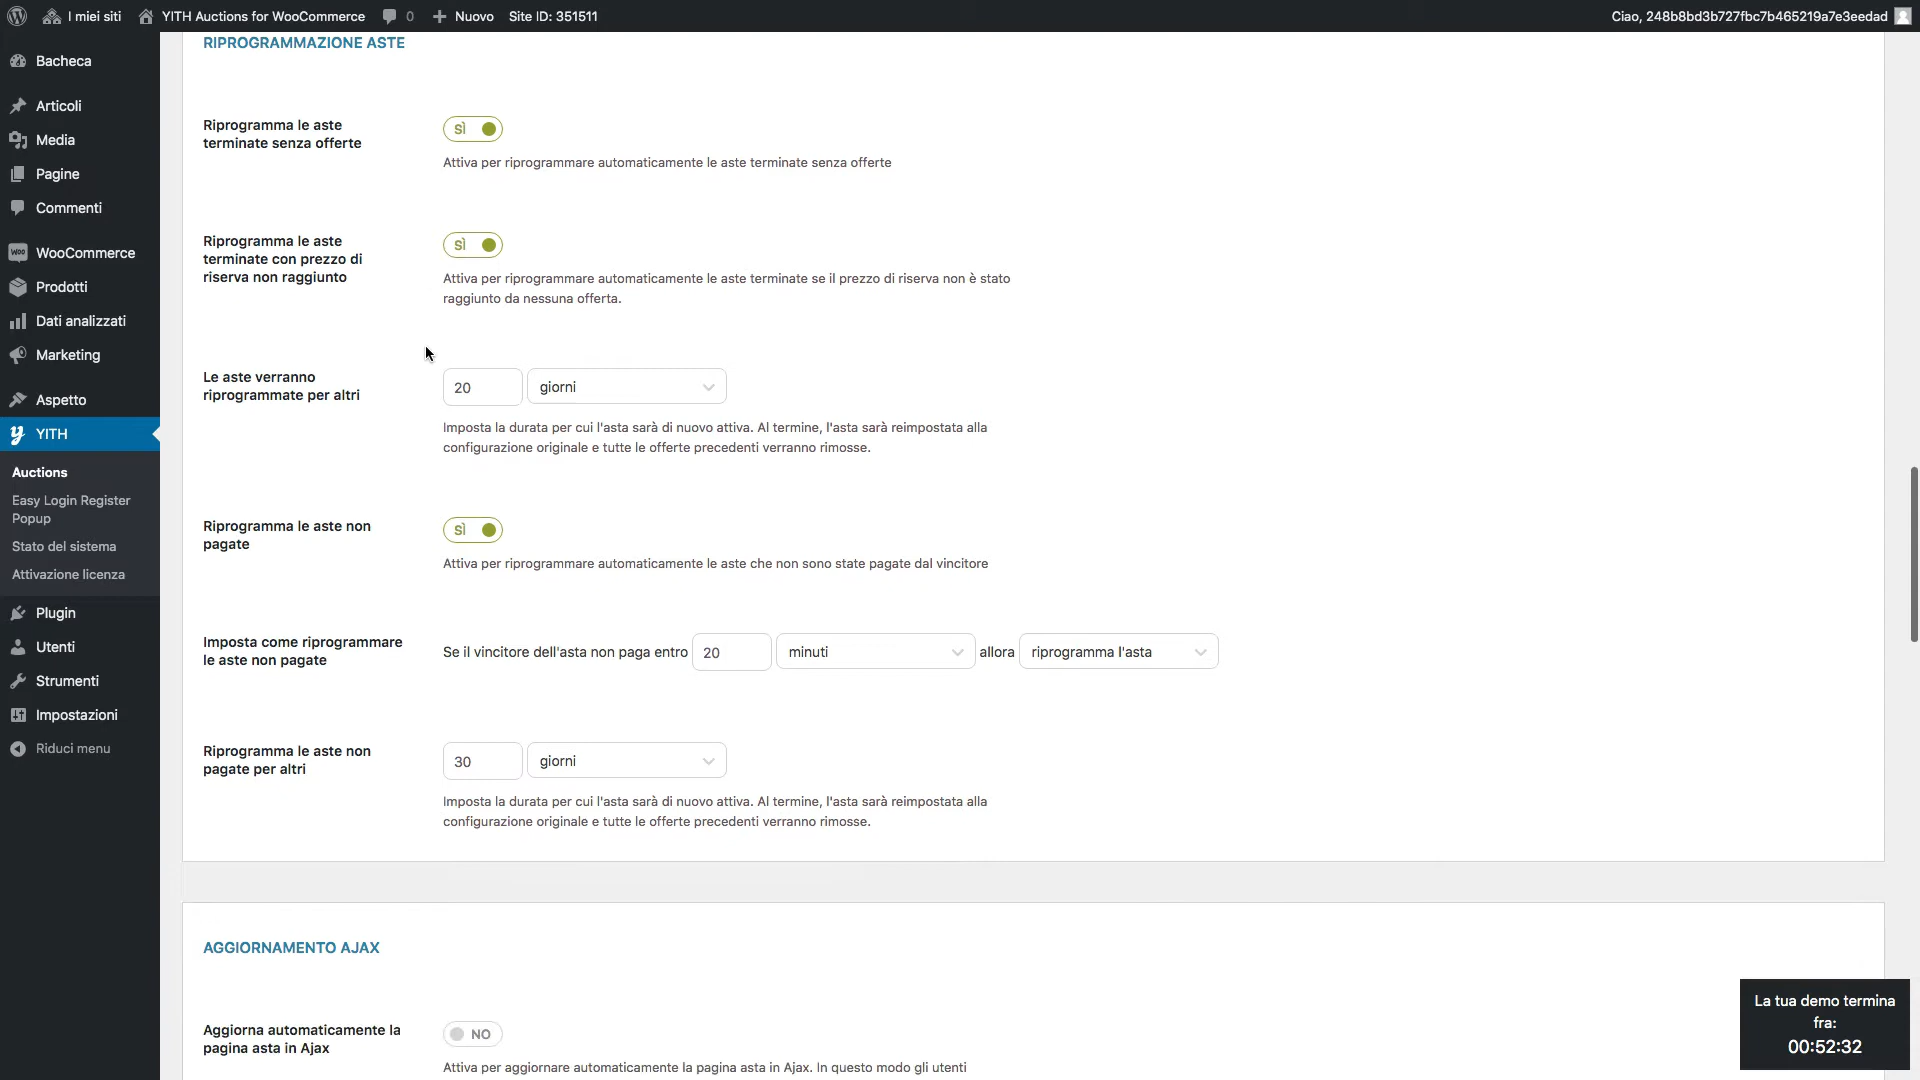 I miei siti
YITH Auctions for WooCommerce
0
Nuovo
Site ID: 351511
Ciao, 248b8bd3b727fbc7b465219a7e3eedad
Bacheca
Articoli
Media
Pagine
Commenti
WooCommerce
Prodotti
Dati analizzati
Marketing
Aspetto
YITH
Auctions
Easy Login Register
Popup
Stato del sistema
Attivazione licenza
Plugin
Utenti
Strumenti
Impostazioni
Riduci menu
RIPROGRAMMAZIONE ASTE
Riprogramma le aste
terminate senza offerte
SÌ
Attiva per riprogrammare automaticamente le aste terminate senza offerte
Riprogramma le aste
terminate con prezzo di
riserva non raggiunto
SÌ
Attiva per riprogrammare automaticamente le aste terminate se il prezzo di riserva non è stato
raggiunto da nessuna offerta.
Le aste verranno
riprogrammate per altri
20
giorni
Imposta la durata per cui l'asta sarà di nuovo attiva. Al termine, l'asta sarà reimpostata alla
configurazione originale e tutte le offerte precedenti verranno rimosse.
Riprogramma le aste non
pagate
SÌ
Attiva per riprogrammare automaticamente le aste che non sono state pagate dal vincitore
Imposta come riprogrammare
le aste non pagate
Se il vincitore dell'asta non paga entro 20 minuti allora riprogramma l'asta
Riprogramma le aste non
pagate per altri
30
giorni
Imposta la durata per cui l'asta sarà di nuovo attiva. Al termine, l'asta sarà reimpostata alla
configurazione originale e tutte le offerte precedenti verranno rimosse.
AGGIORNAMENTO AJAX
Aggiorna automaticamente la
pagina asta in Ajax
NO
Attiva per aggiornare automaticamente la pagina asta in Ajax. In questo modo gli utenti
La tua demo termina
fra:
00:52:32